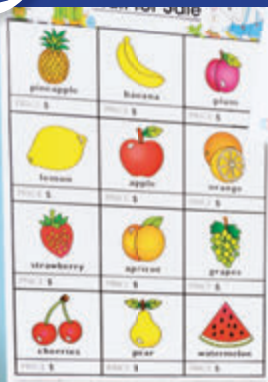 for Sale
pineapple banana plum
PRICE: $ PRICE: $ PRICE: $
lemon apple orange
PRICE: $ PRICE: $ PRICE: $
strawberry apricot grapes
PRICE: $ PRICE: $ PRICE: $
cherries pear watermelon
PRICE: $ PRICE: $ PRICE: $